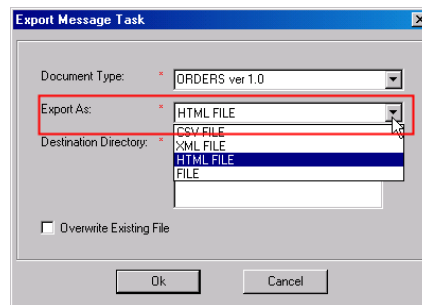 Export Message Task
Document Type: * ORDERS ver 1.0
Export As: * HTML FILE
CSV FILE
Destination Directory: * XML FILE
HTML FILE
FILE
Overwrite Existing File
Ok Cancel